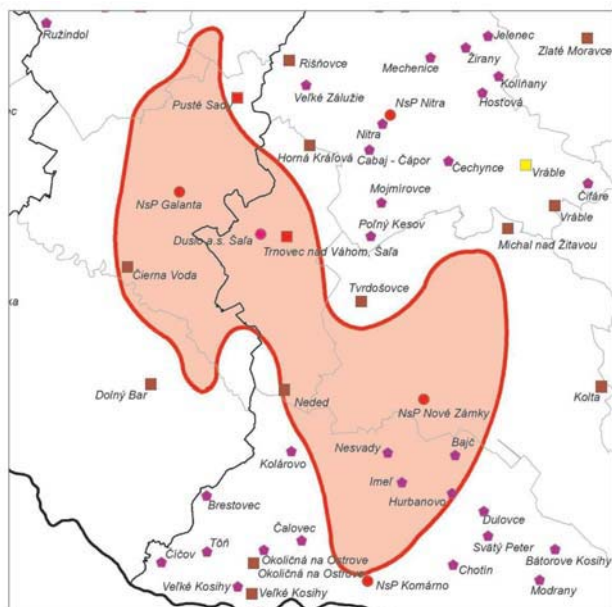 Ružindol
Jelenec
Žirany
Zlaté Moravce
Rišňovce
Mechenice
Kolíňany
Veľké Zálužie
Hosťová
Pusté Sady
NsP Nitra
Nitra
Horná Kráľová
Cabaj - Čápor
Čechynce
Vráble
NsP Galanta
Mojmírovce
Čifáre
Vráble
Duslo a.s. Šaľa
Poľný Kesov
Trnovec nad Váhom, Šaľa
Michal nad Žitavou
Čierna Voda
Tvrdošovce
Dolný Bar
Neded
Kolta
NsP Nové Zámky
Nesvady
Bajč
Kolárovo
Imeľ
Hurbanovo
Brestovec
Dulovce
Čalovec
Tôň
Svätý Peter
Číčov
Okoličná na Ostrove
Bátorove Kosihy
Okoličná na Ostrove
Chotin
Veľké Kosihy
NsP Komárno
Modrany
Veľké Kosihy